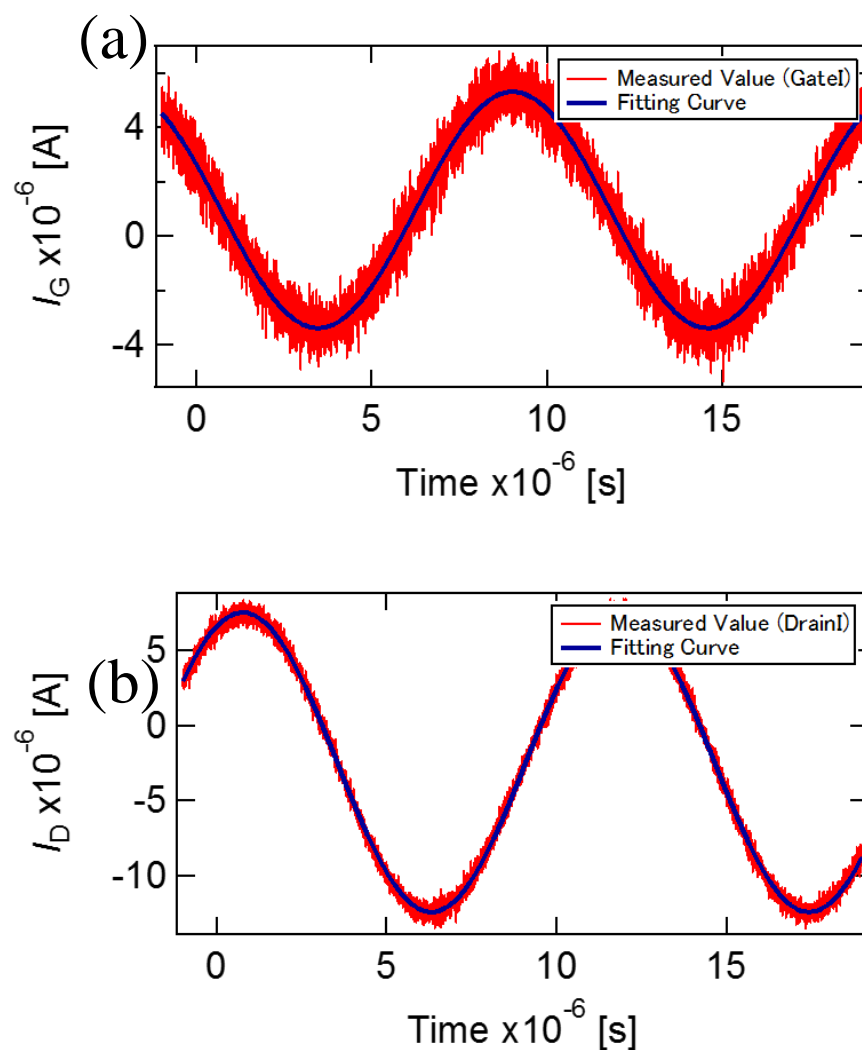 (a)
Measured Value (GateI)
Fitting Curve
4
0
-4
I_G x10^-6 [A]
0 5 10 15
Time x10^-6 [s]
(b)
Measured Value (DrainI)
Fitting Curve
5
0
-5
-10
I_D x10^-6 [A]
0 5 10 15
Time x10^-6 [s]